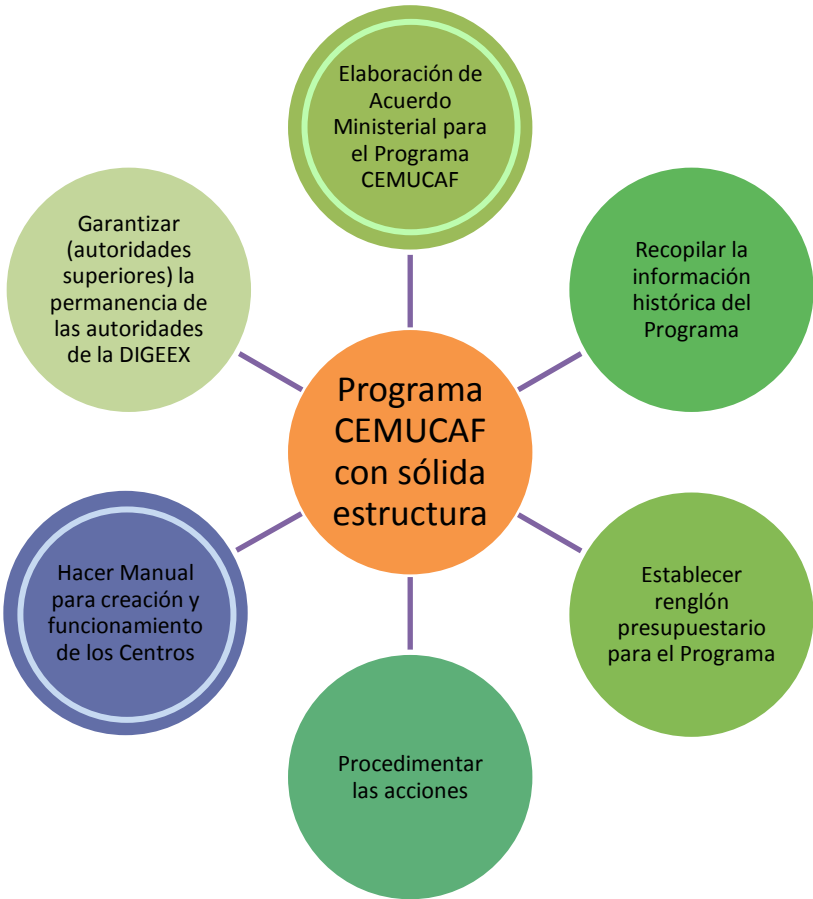 Elaboración de
Acuerdo
Ministerial para
el Programa
CEMUCAF
Recopilar la
información
histórica del
Programa
Establecer
renglón
presupuestario
para el Programa
Procedimentar
las acciones
Hacer Manual
para creación y
funcionamiento
de los Centros
Garantizar
(autoridades
superiores) la
permanencia de
las autoridades
de la DIGEEX
Programa
CEMUCAF
con sólida
estructura